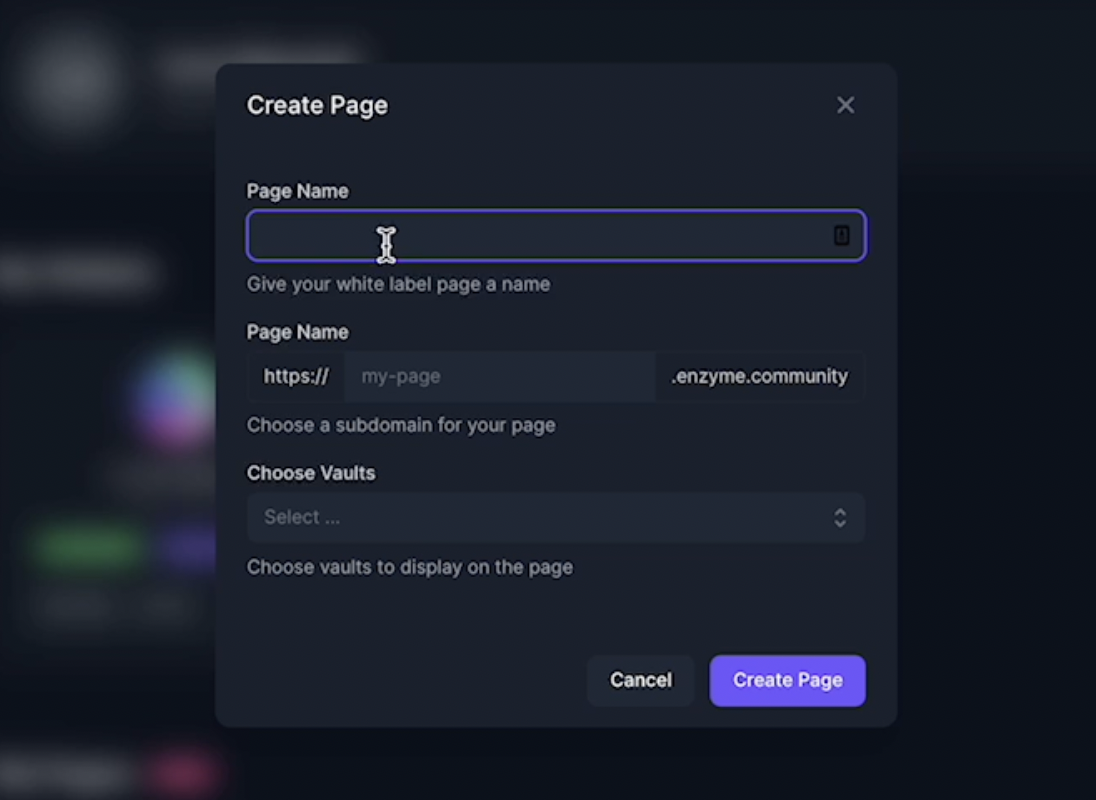 Create Page
Page Name
Give your white label page a name
Page Name
https:// my-page .enzyme.community
Choose a subdomain for your page
Choose Vaults
Select ...
Choose vaults to display on the page
Cancel Create Page